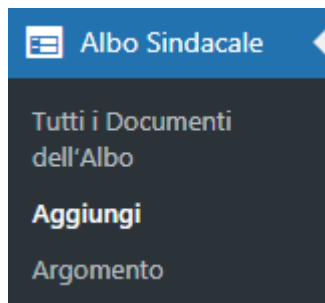 Albo Sindacale
Tutti i Documenti
dell'Albo
Aggiungi
Argomento